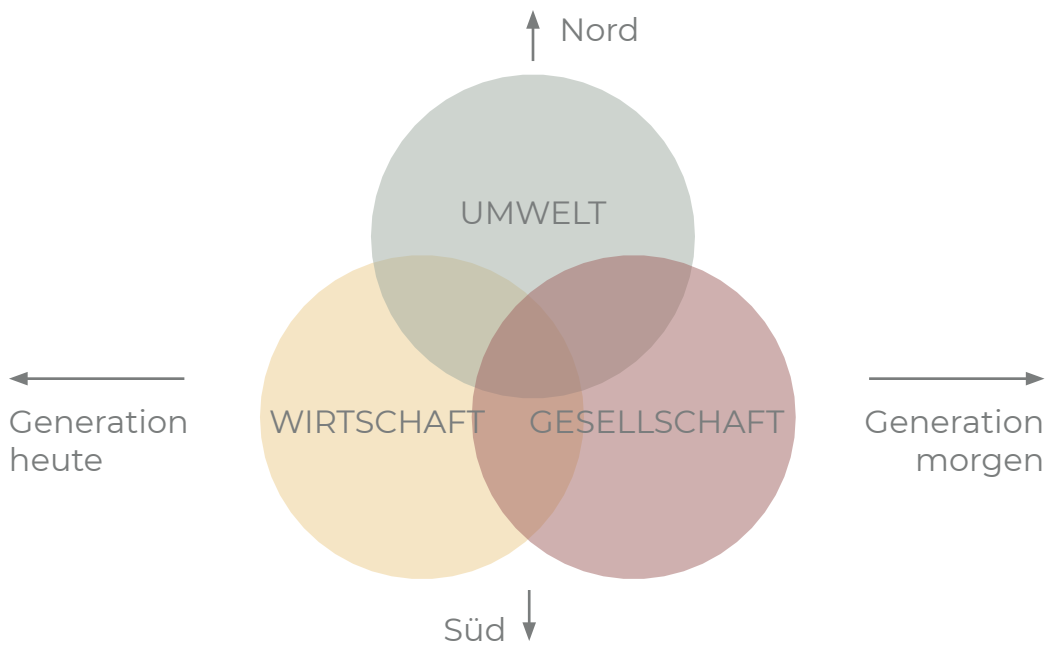 Nord
UMWELT
WIRTSCHAFT
GESELLSCHAFT
Generation
heute
Generation
morgen
Süd